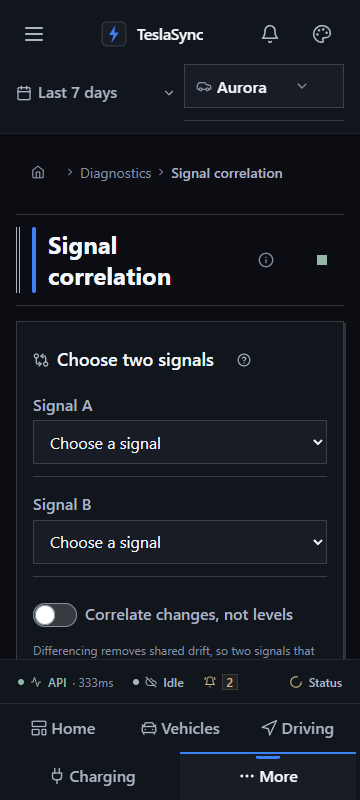 TeslaSync
Last 7 days
Aurora
Diagnostics
Signal correlation
Signal
correlation
Choose two signals
Signal A
Choose a signal
Signal B
Choose a signal
Correlate changes, not levels
Differencing removes shared drift, so two signals that
API · 333ms
Idle
2
Status
Home
Vehicles
Driving
Charging
More